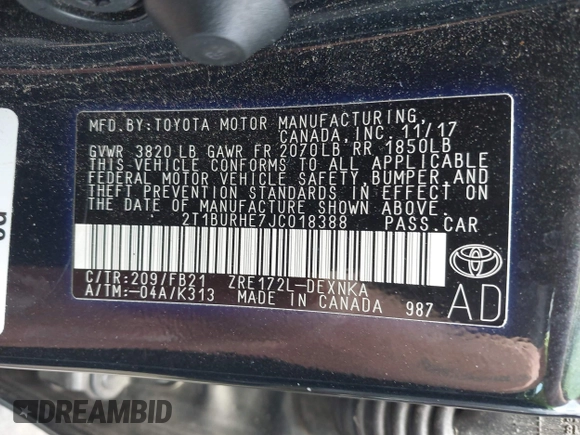 MFD.BY:TOYOTA MOTOR MANUFACTURING,
CANADA,INC. 11/17
GVWR 3820 LB GAWR FR 2070LB RR 1850LB
THIS VEHICLE CONFORMS TO ALL APPLICABLE
FEDERAL MOTOR VEHICLE SAFETY, BUMPER, AND
THEFT PREVENTION STANDARDS IN EFFECT ON
THE DATE OF MANUFACTURE SHOWN ABOVE.
2T1BURHE7JC018388 PASS.CAR
C/TR:209/FB21 ZRE172L-DEXNKA
A/TM:-04A/K313 MADE IN CANADA 987
AD
DREAMBID